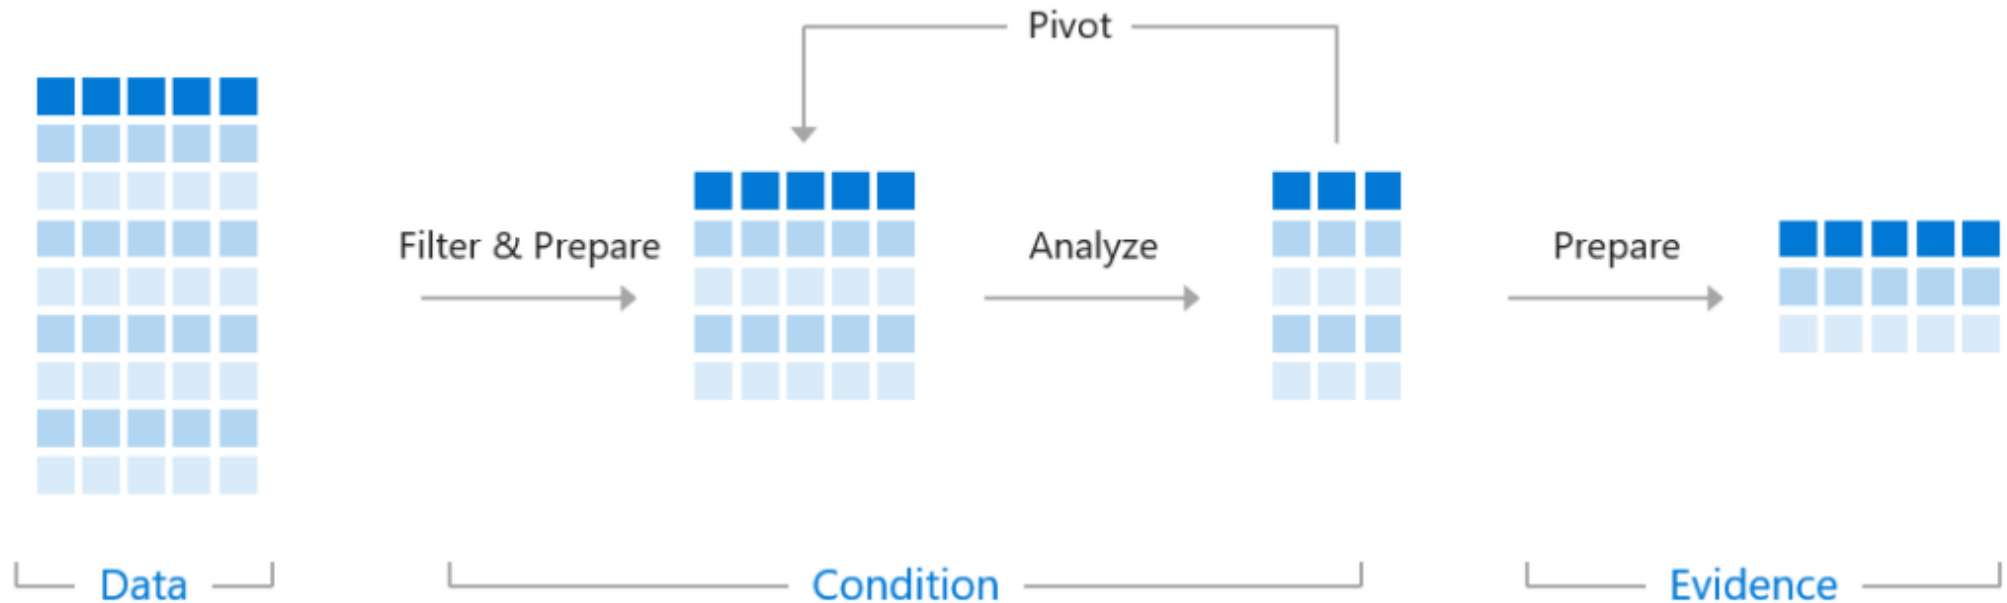 Pivot
Filter & Prepare
Analyze
Prepare
Data
Condition
Evidence